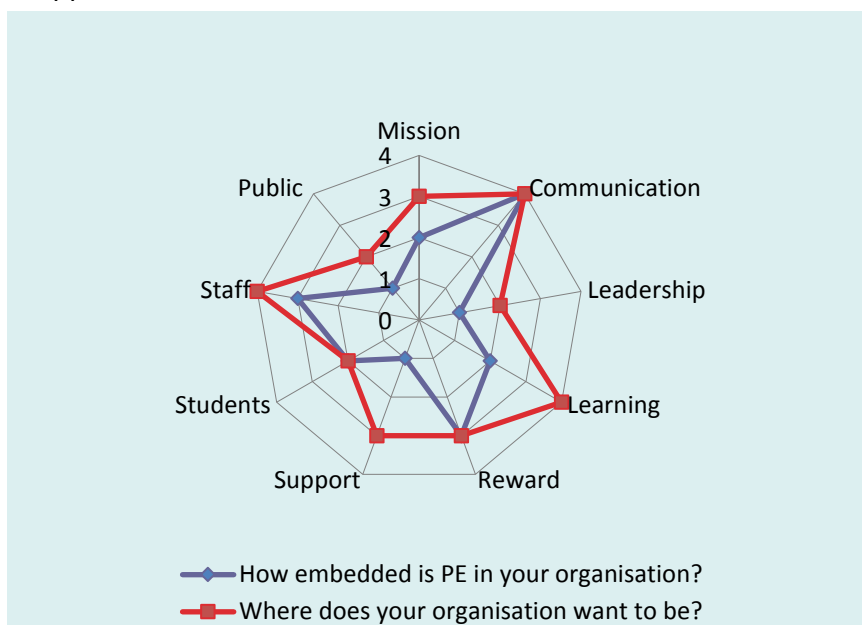 Mission
Communication
Leadership
Learning
Reward
Support
Students
Staff
Public
4
3
2
1
0
How embedded is PE in your organisation?
Where does your organisation want to be?